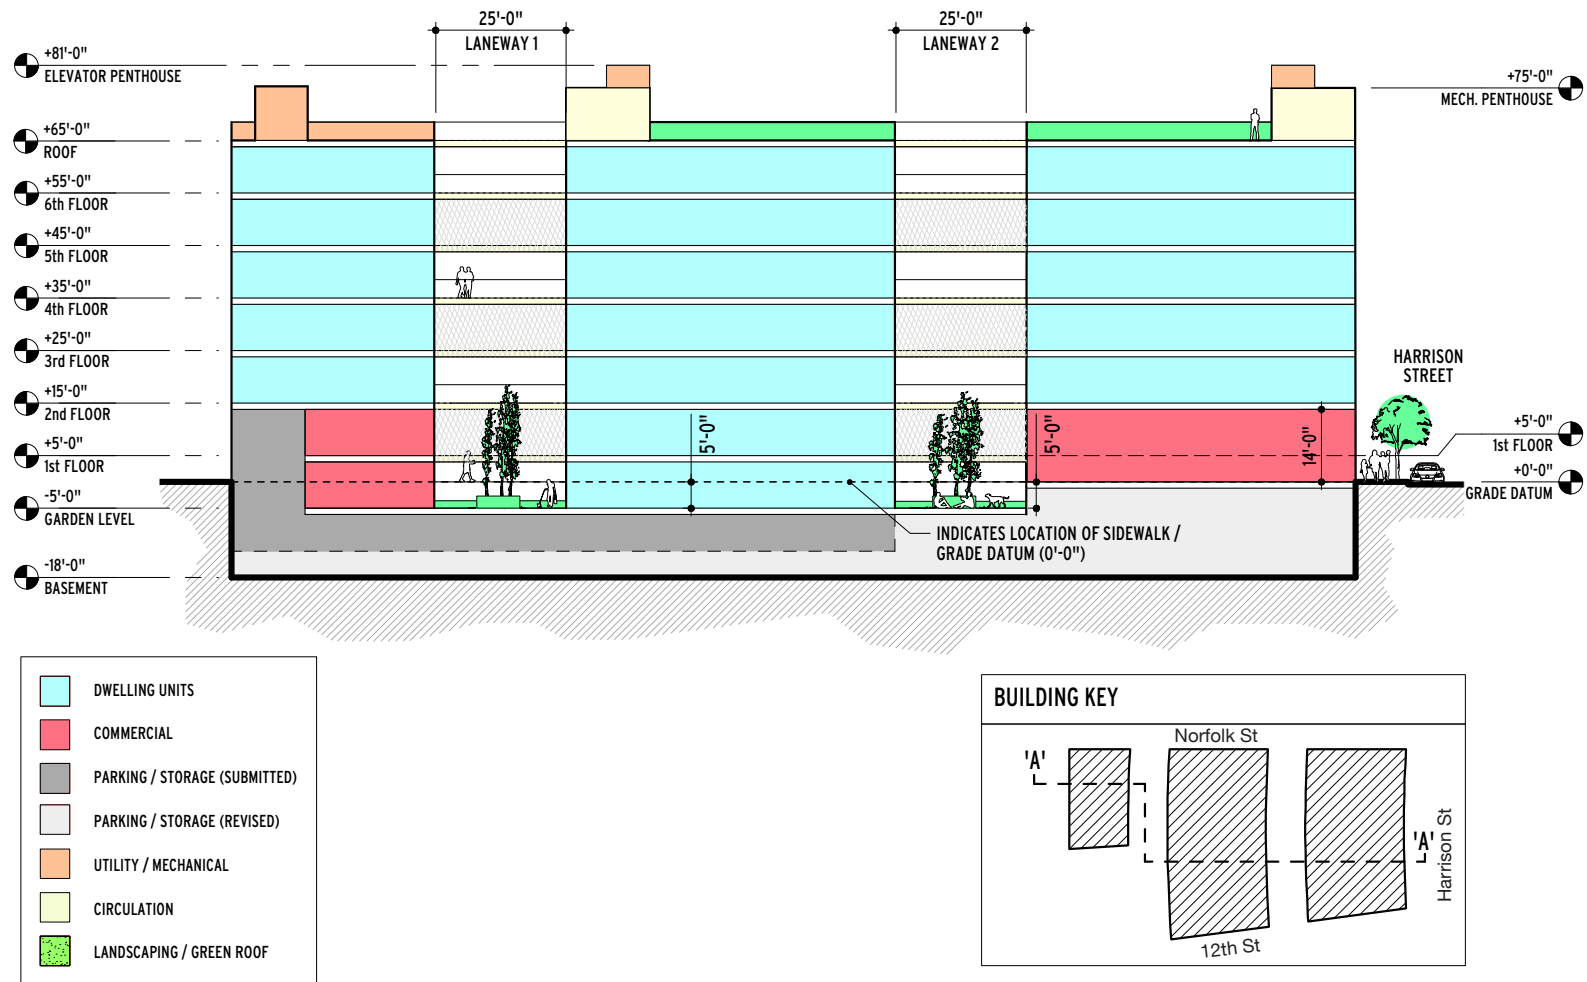 25'-0"
LANEWAY 1
25'-0"
LANEWAY 2
+81'-0"
ELEVATOR PENTHOUSE
+75'-0"
MECH. PENTHOUSE
+65'-0"
ROOF
+55'-0"
6th FLOOR
+45'-0"
5th FLOOR
+35'-0"
4th FLOOR
+25'-0"
3rd FLOOR
+15'-0"
2nd FLOOR
+5'-0"
1st FLOOR
-5'-0"
GARDEN LEVEL
-18'-0"
BASEMENT
5'-0"
5'-0"
14'-0"
HARRISON
STREET
+5'-0"
1st FLOOR
+0'-0"
GRADE DATUM
INDICATES LOCATION OF SIDEWALK /
GRADE DATUM (0'-0")
DWELLING UNITS
COMMERCIAL
PARKING / STORAGE (SUBMITTED)
PARKING / STORAGE (REVISED)
UTILITY / MECHANICAL
CIRCULATION
LANDSCAPING / GREEN ROOF
BUILDING KEY
Norfolk St
'A'
'A'
Harrison St
12th St